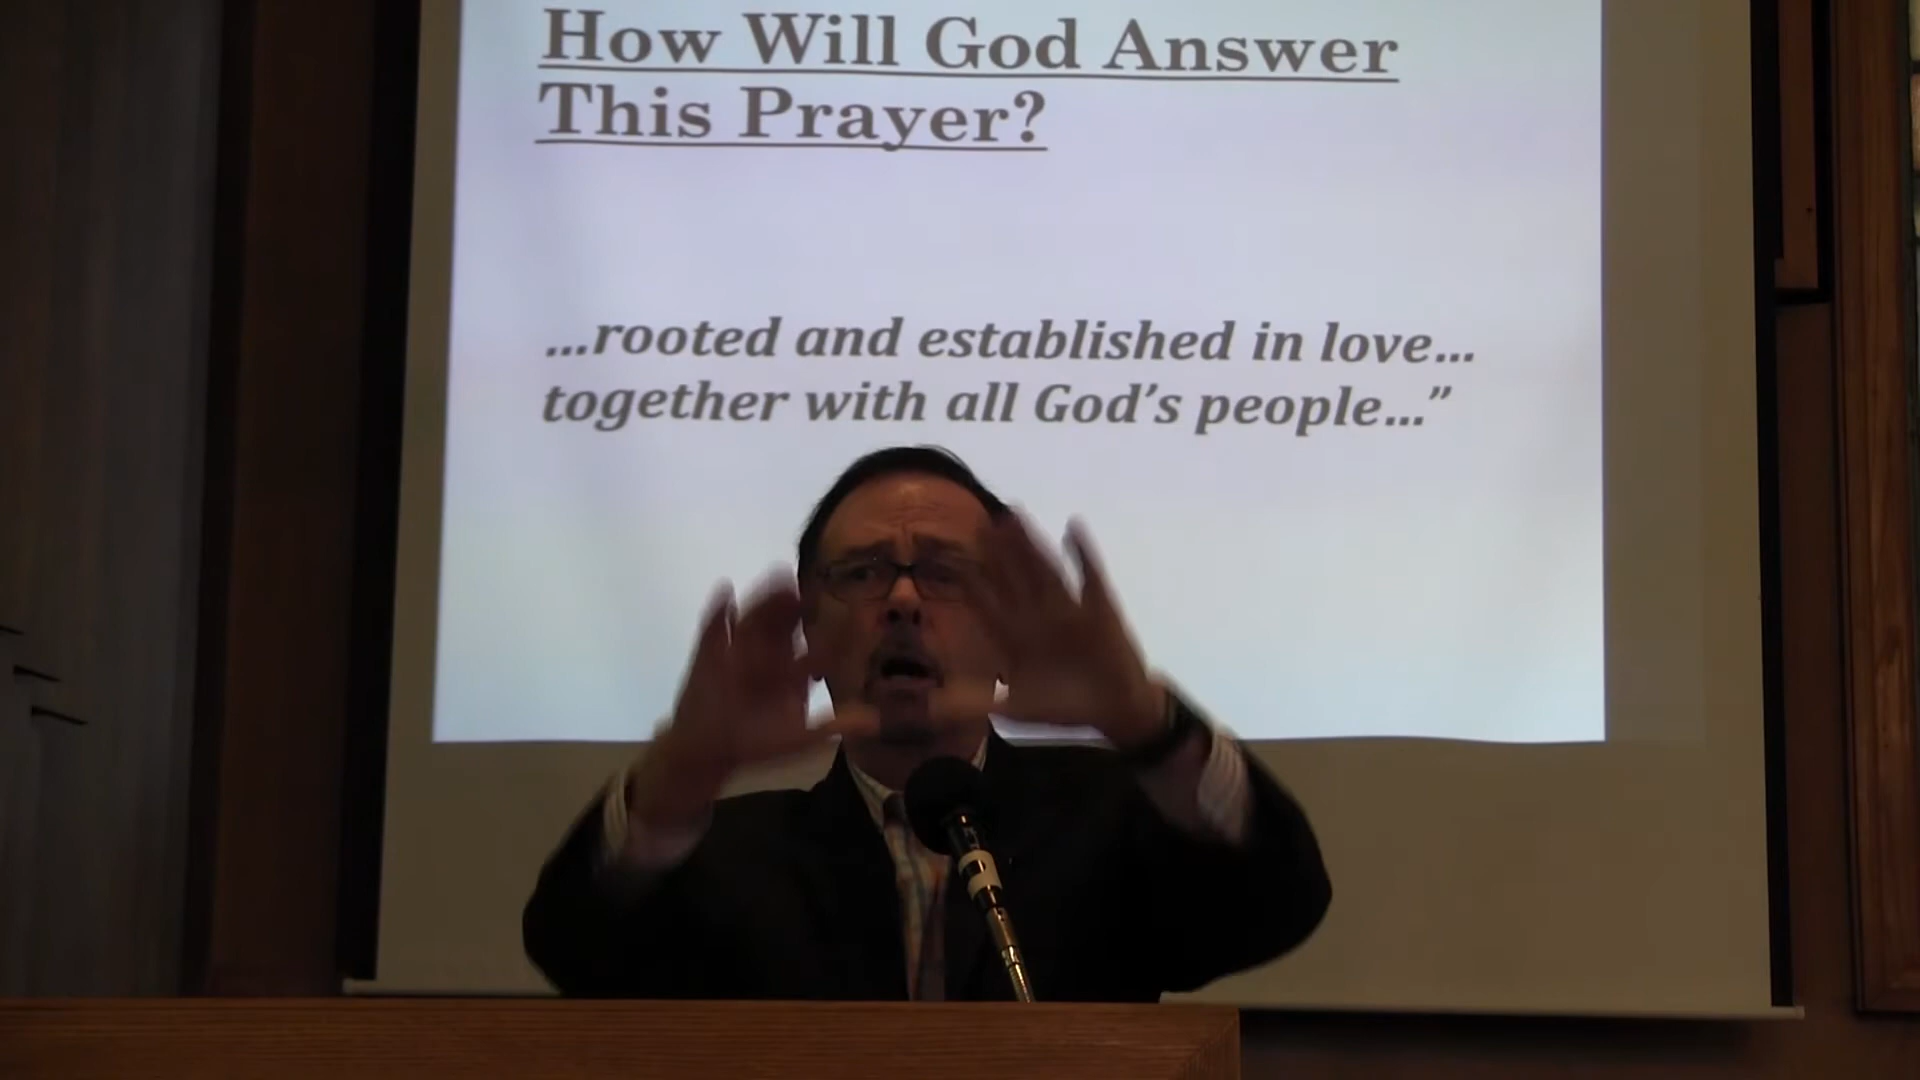 How Will God Answer
This Prayer?
...rooted and established in love...
together with all God's people..."